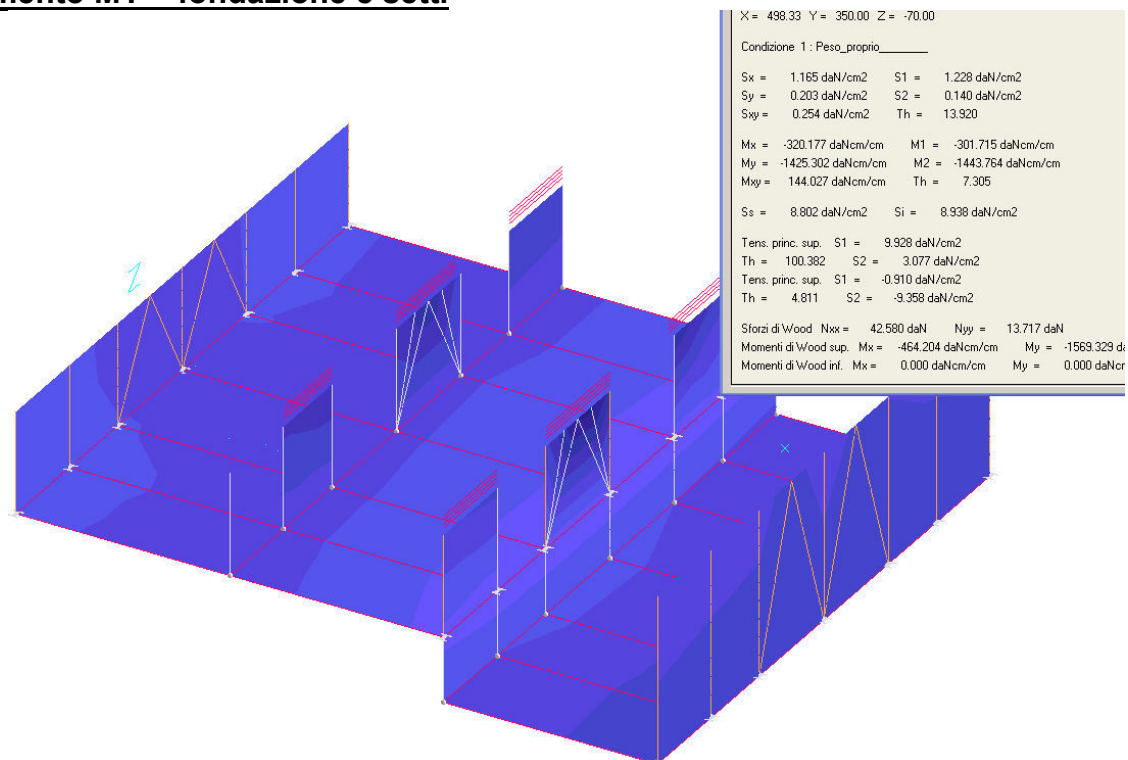 M1 – fondazione e setti
X = 498.33 Y = 350.00 Z = -70.00
Condizione 1 : Peso_proprio________
Sx = 1.165 daN/cm2 S1 = 1.228 daN/cm2
Sy = 0.203 daN/cm2 S2 = 0.140 daN/cm2
Sxy = 0.254 daN/cm2 Th = 13.920
Mx = -320.177 daNcm/cm M1 = -301.715 daNcm/cm
My = -1425.302 daNcm/cm M2 = -1443.764 daNcm/cm
Mxy = 144.027 daNcm/cm Th = 7.305
Ss = 8.802 daN/cm2 Si = 8.938 daN/cm2
Tens. princ. sup. S1 = 9.928 daN/cm2
Th = 100.382 S2 = 3.077 daN/cm2
Tens. princ. sup. S1 = -0.910 daN/cm2
Th = 4.811 S2 = -9.358 daN/cm2
Sforzi di Wood Nxx = 42.580 daN Nyy = 13.717 daN
Momenti di Wood sup. Mx = -464.204 daNcm/cm My = -1569.329 da
Momenti di Wood inf. Mx = 0.000 daNcm/cm My = 0.000 daNcm